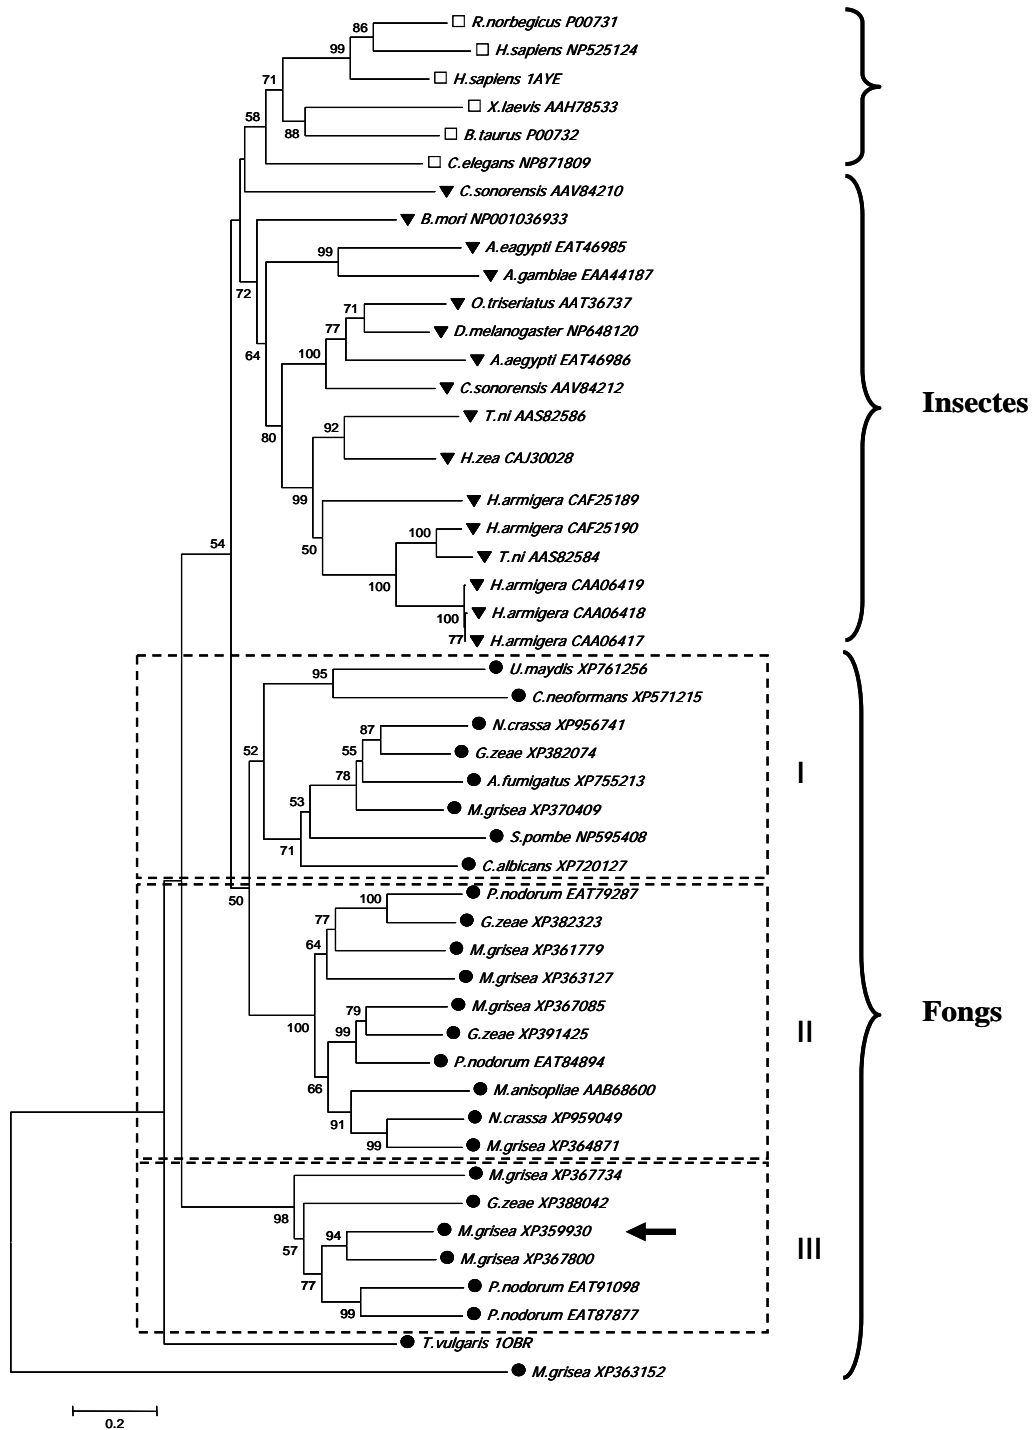 R.norbegicus P00731
86
H.sapiens NP525124
99
H.sapiens 1AYE
71
X.laevis AAH78533
88
B.taurus P00732
58
C.elegans NP871809
C.sonorensis AAV84210
B.mori NP001036933
A.eagypti EAT46985
99
A.gambiae EAA44187
72
O.triseriatus AAT36737
71
D.melanogaster NP648120
77
64
100
A.aegypti EAT46986
C.sonorensis AAV84212
Insectes
T.ni AAS82586
92
80
H.zea CAJ30028
99
H.armigera CAF25189
H.armigera CAF25190
100
54
50
T.ni AAS82584
100
H.armigera CAA06419
H.armigera CAA06418
100
77
H.armigera CAA06417
U.maydis XP761256
95
C.neoformans XP571215
N.crassa XP956741
87
52
55
G.zeae XP382074
78
A.fumigatus XP755213
I
53
M.grisea XP370409
S.pombe NP595408
71
C.albicans XP720127
50
P.nodorum EAT79287
100
77
G.zeae XP382323
64
M.grisea XP361779
M.grisea XP363127
Fongs
100
M.grisea XP367085
79
99
G.zeae XP391425
II
P.nodorum EAT84894
66
M.anisopliae AAB68600
91
N.crassa XP959049
99
M.grisea XP364871
M.grisea XP367734
98
G.zeae XP388042
94
M.grisea XP359930
57
M.grisea XP367800
III
77
P.nodorum EAT91098
99
P.nodorum EAT87877
T.vulgaris 1OBR
M.grisea XP363152
0.2